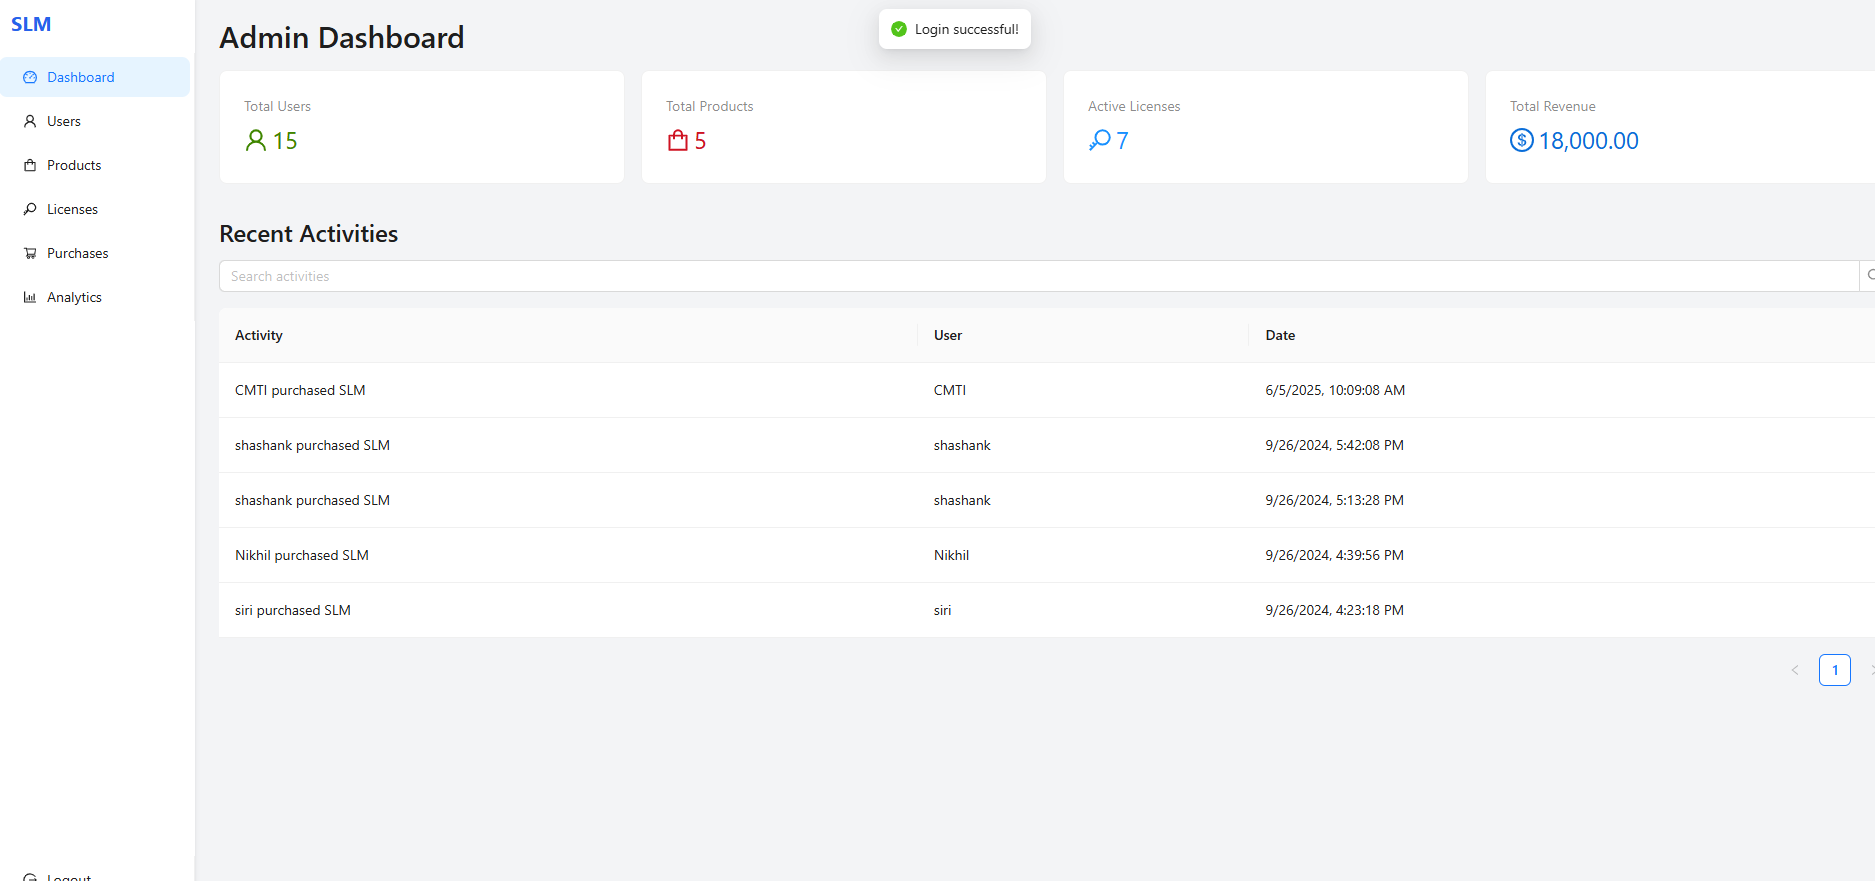 SLM
Dashboard
Users
Products
Licenses
Purchases
Analytics
Logout
Admin Dashboard
Login successful!
Total Users
15
Total Products
5
Active Licenses
7
Total Revenue
$ 18,000.00
Recent Activities
Search activities
Activity User Date
CMTI purchased SLM CMTI 6/5/2025, 10:09:08 AM
shashank purchased SLM shashank 9/26/2024, 5:42:08 PM
shashank purchased SLM shashank 9/26/2024, 5:13:28 PM
Nikhil purchased SLM Nikhil 9/26/2024, 4:39:56 PM
siri purchased SLM siri 9/26/2024, 4:23:18 PM
< 1 >